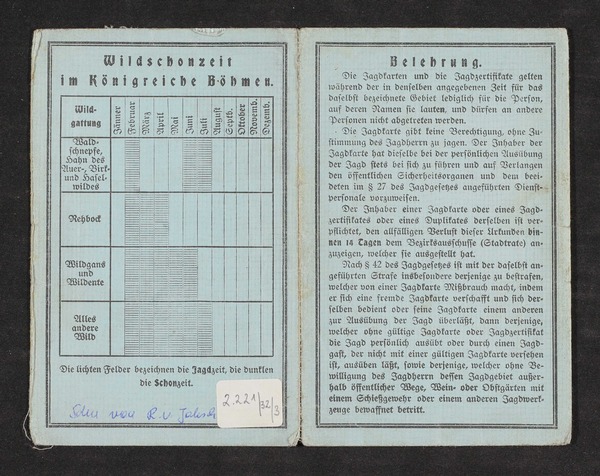 Wildschonzeit
im Königreiche Böhmen.
Wild-
gattung
Jänner
Februar
März
April
Mai
Juni
Juli
August
Septb.
Oktober
Novemb.
Dezemb.
Wald-
schnepfe,
Hahn des
Auer-, Birk-
und Hasel-
wildes
Rehbock
Wildgans
und
Wildente
Alles
andere
Wild
Die lichten Felder bezeichnen die Jagdzeit, die dunklen
die Schonzeit.
von R. v.
2.221/32/3
Belehrung.
Die Jagdkarten und die Jagdzertifikate gelten
während der in denselben angegebenen Zeit für das
daselbst bezeichnete Gebiet lediglich für die Person,
auf deren Namen sie lauten, und dürfen an andere
Personen nicht abgetreten werden.
Die Jagdkarte gibt keine Berechtigung, ohne Zu-
stimmung des Jagdherrn zu jagen. Der Inhaber der
Jagdkarte hat dieselbe bei der persönlichen Ausübung
der Jagd stets bei sich zu führen und auf Verlangen
den öffentlichen Sicherheitsorganen und dem beei-
deten im § 27 des Jagdgesetzes angeführten Dienst-
personale vorzuweisen.
Der Inhaber einer Jagdkarte oder eines Jagd-
zertifikates oder eines Duplikates derselben ist ver-
pflichtet, den allfälligen Verlust dieser Urkunden bin-
nen 14 Tagen dem Bezirksausschusse (Stadtrate) an-
zuzeigen, welcher sie ausgestellt hat.
Nach § 42 des Jagdgesetzes ist mit der daselbst an-
geführten Strafe insbesondere derjenige zu bestrafen,
welcher von einer Jagdkarte Mißbrauch macht, indem
er sich eine fremde Jagdkarte verschafft und sich der-
selben bedient oder seine Jagdkarte einem anderen
zur Ausübung der Jagd überläßt, dann derjenige,
welcher ohne gültige Jagdkarte oder Jagdzertifikat
die Jagd persönlich ausübt oder durch einen Jagd-
gast, der nicht mit einer gültigen Jagdkarte versehen
ist, ausüben läßt, sowie derjenige, welcher ohne Be-
willigung des Jagdherrn dessen Jagdgebiet außer-
halb öffentlicher Wege, Wein- oder Obstgärten mit
einem Schießgewehr oder einem anderen Jagdwerk-
zeuge bewaffnet betritt.